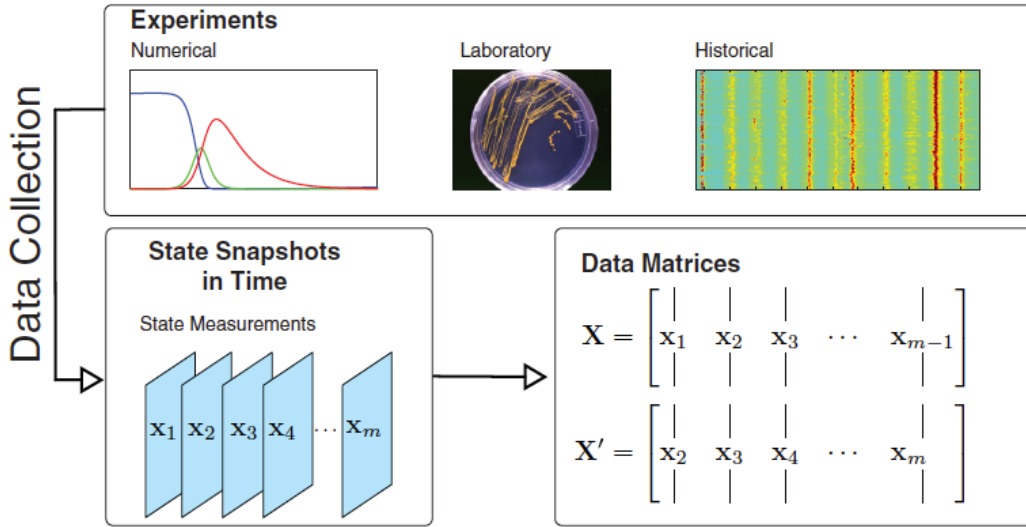 Data Collection
Experiments
Numerical
Laboratory
Historical
State Snapshots
in Time
State Measurements
x₁ x₂ x₃ x₄ ... xₘ
Data Matrices
X = [x₁ x₂ x₃ ⋯ xₘ₋₁]
X′ = [x₂ x₃ x₄ ⋯ xₘ]